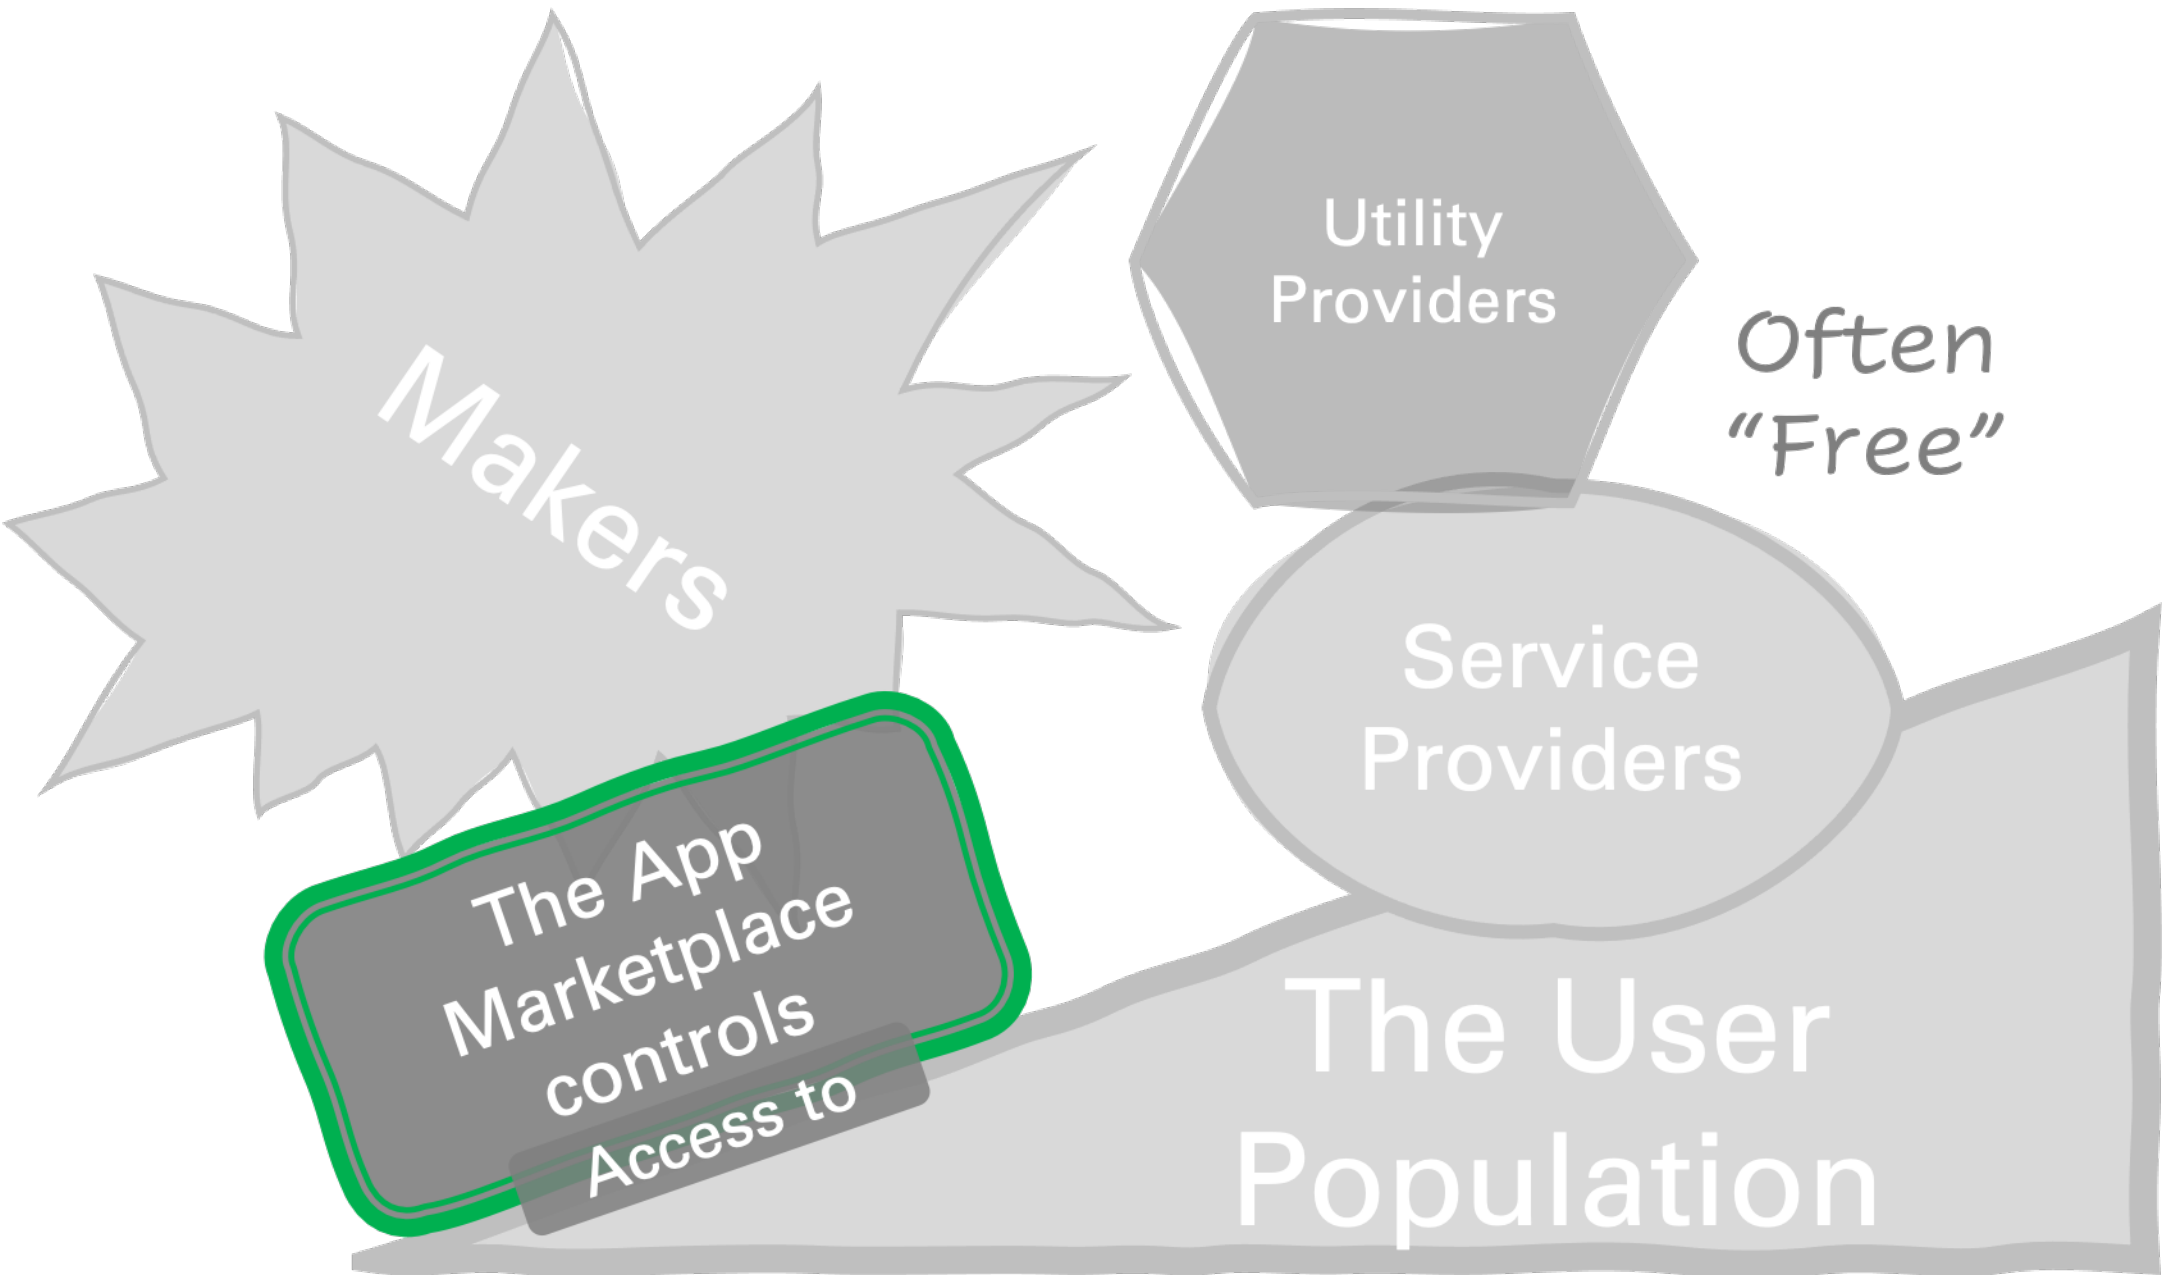 Makers
Utility
Providers
Often
“Free”
Service
Providers
The App
Marketplace
controls
Access to
The User
Population